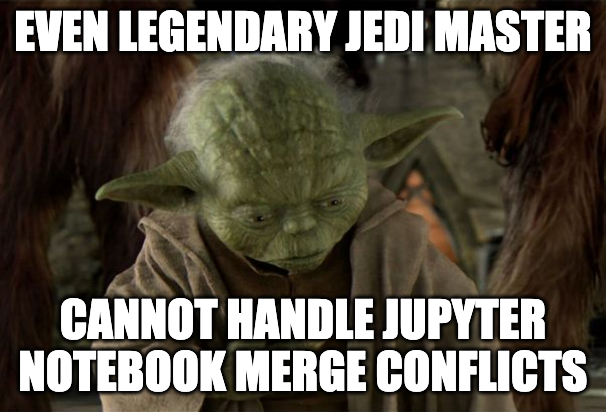 EVEN LEGENDARY JEDI MASTER
CANNOT HANDLE JUPYTER
NOTEBOOK MERGE CONFLICTS